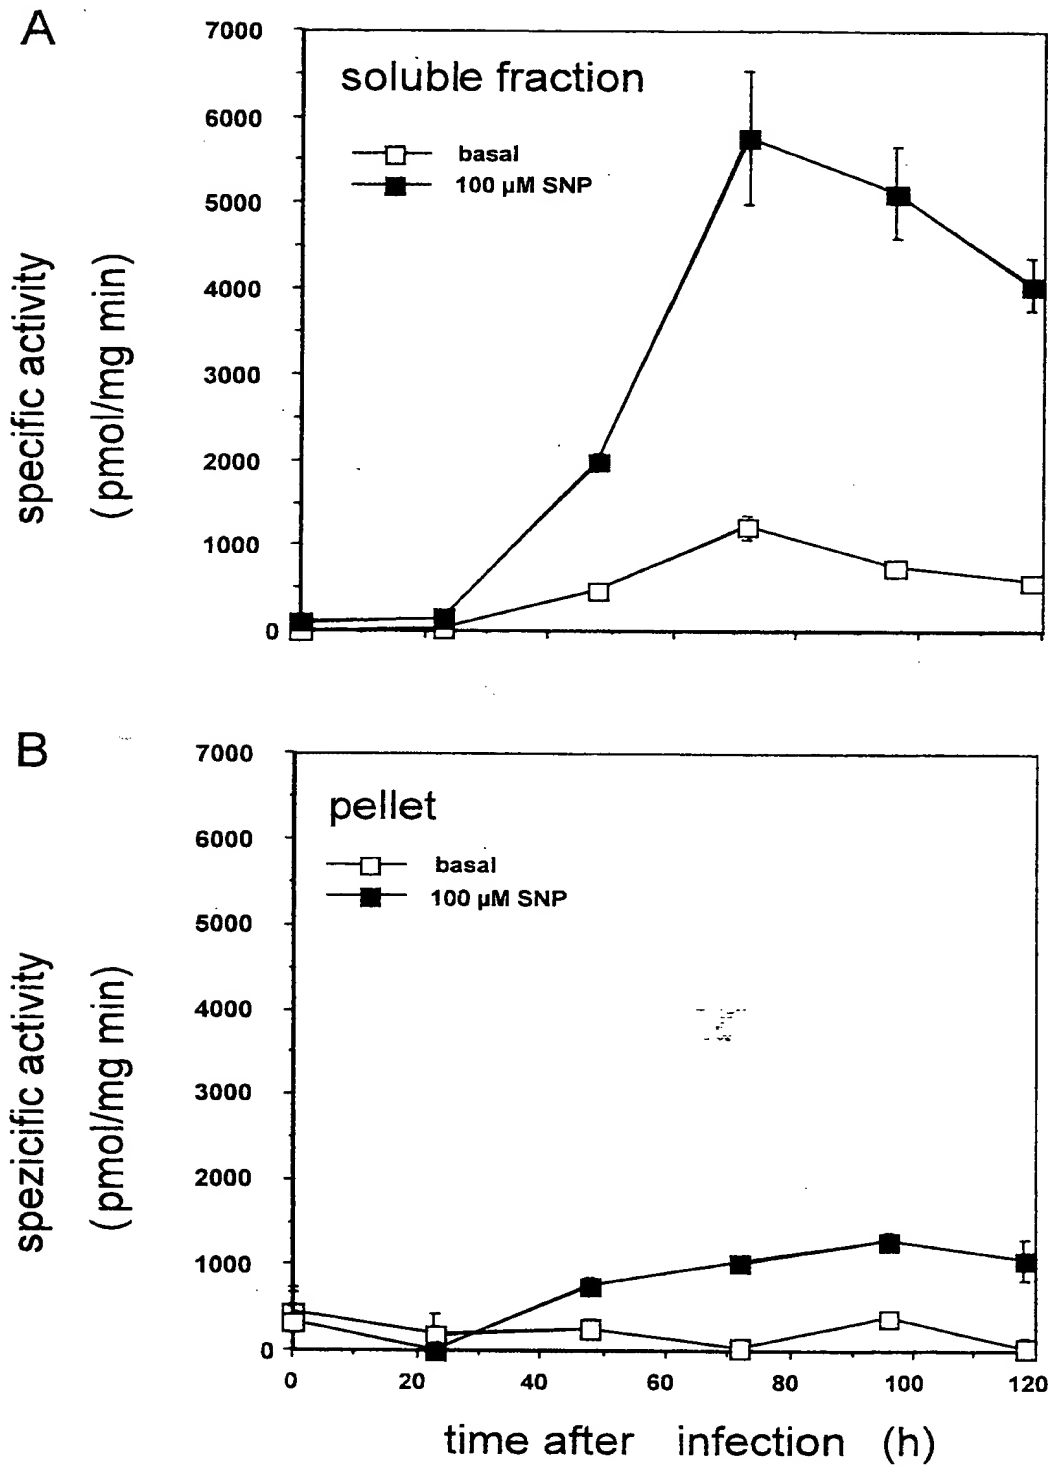 A
soluble fraction
basal
100 µM SNP
7000
6000
5000
4000
3000
2000
1000
0
specific activity
(pmol/mg min)
B
pellet
basal
100 µM SNP
7000
6000
5000
4000
3000
2000
1000
0
spezicific activity
(pmol/mg min)
0 20 40 60 80 100 120
time after infection (h)